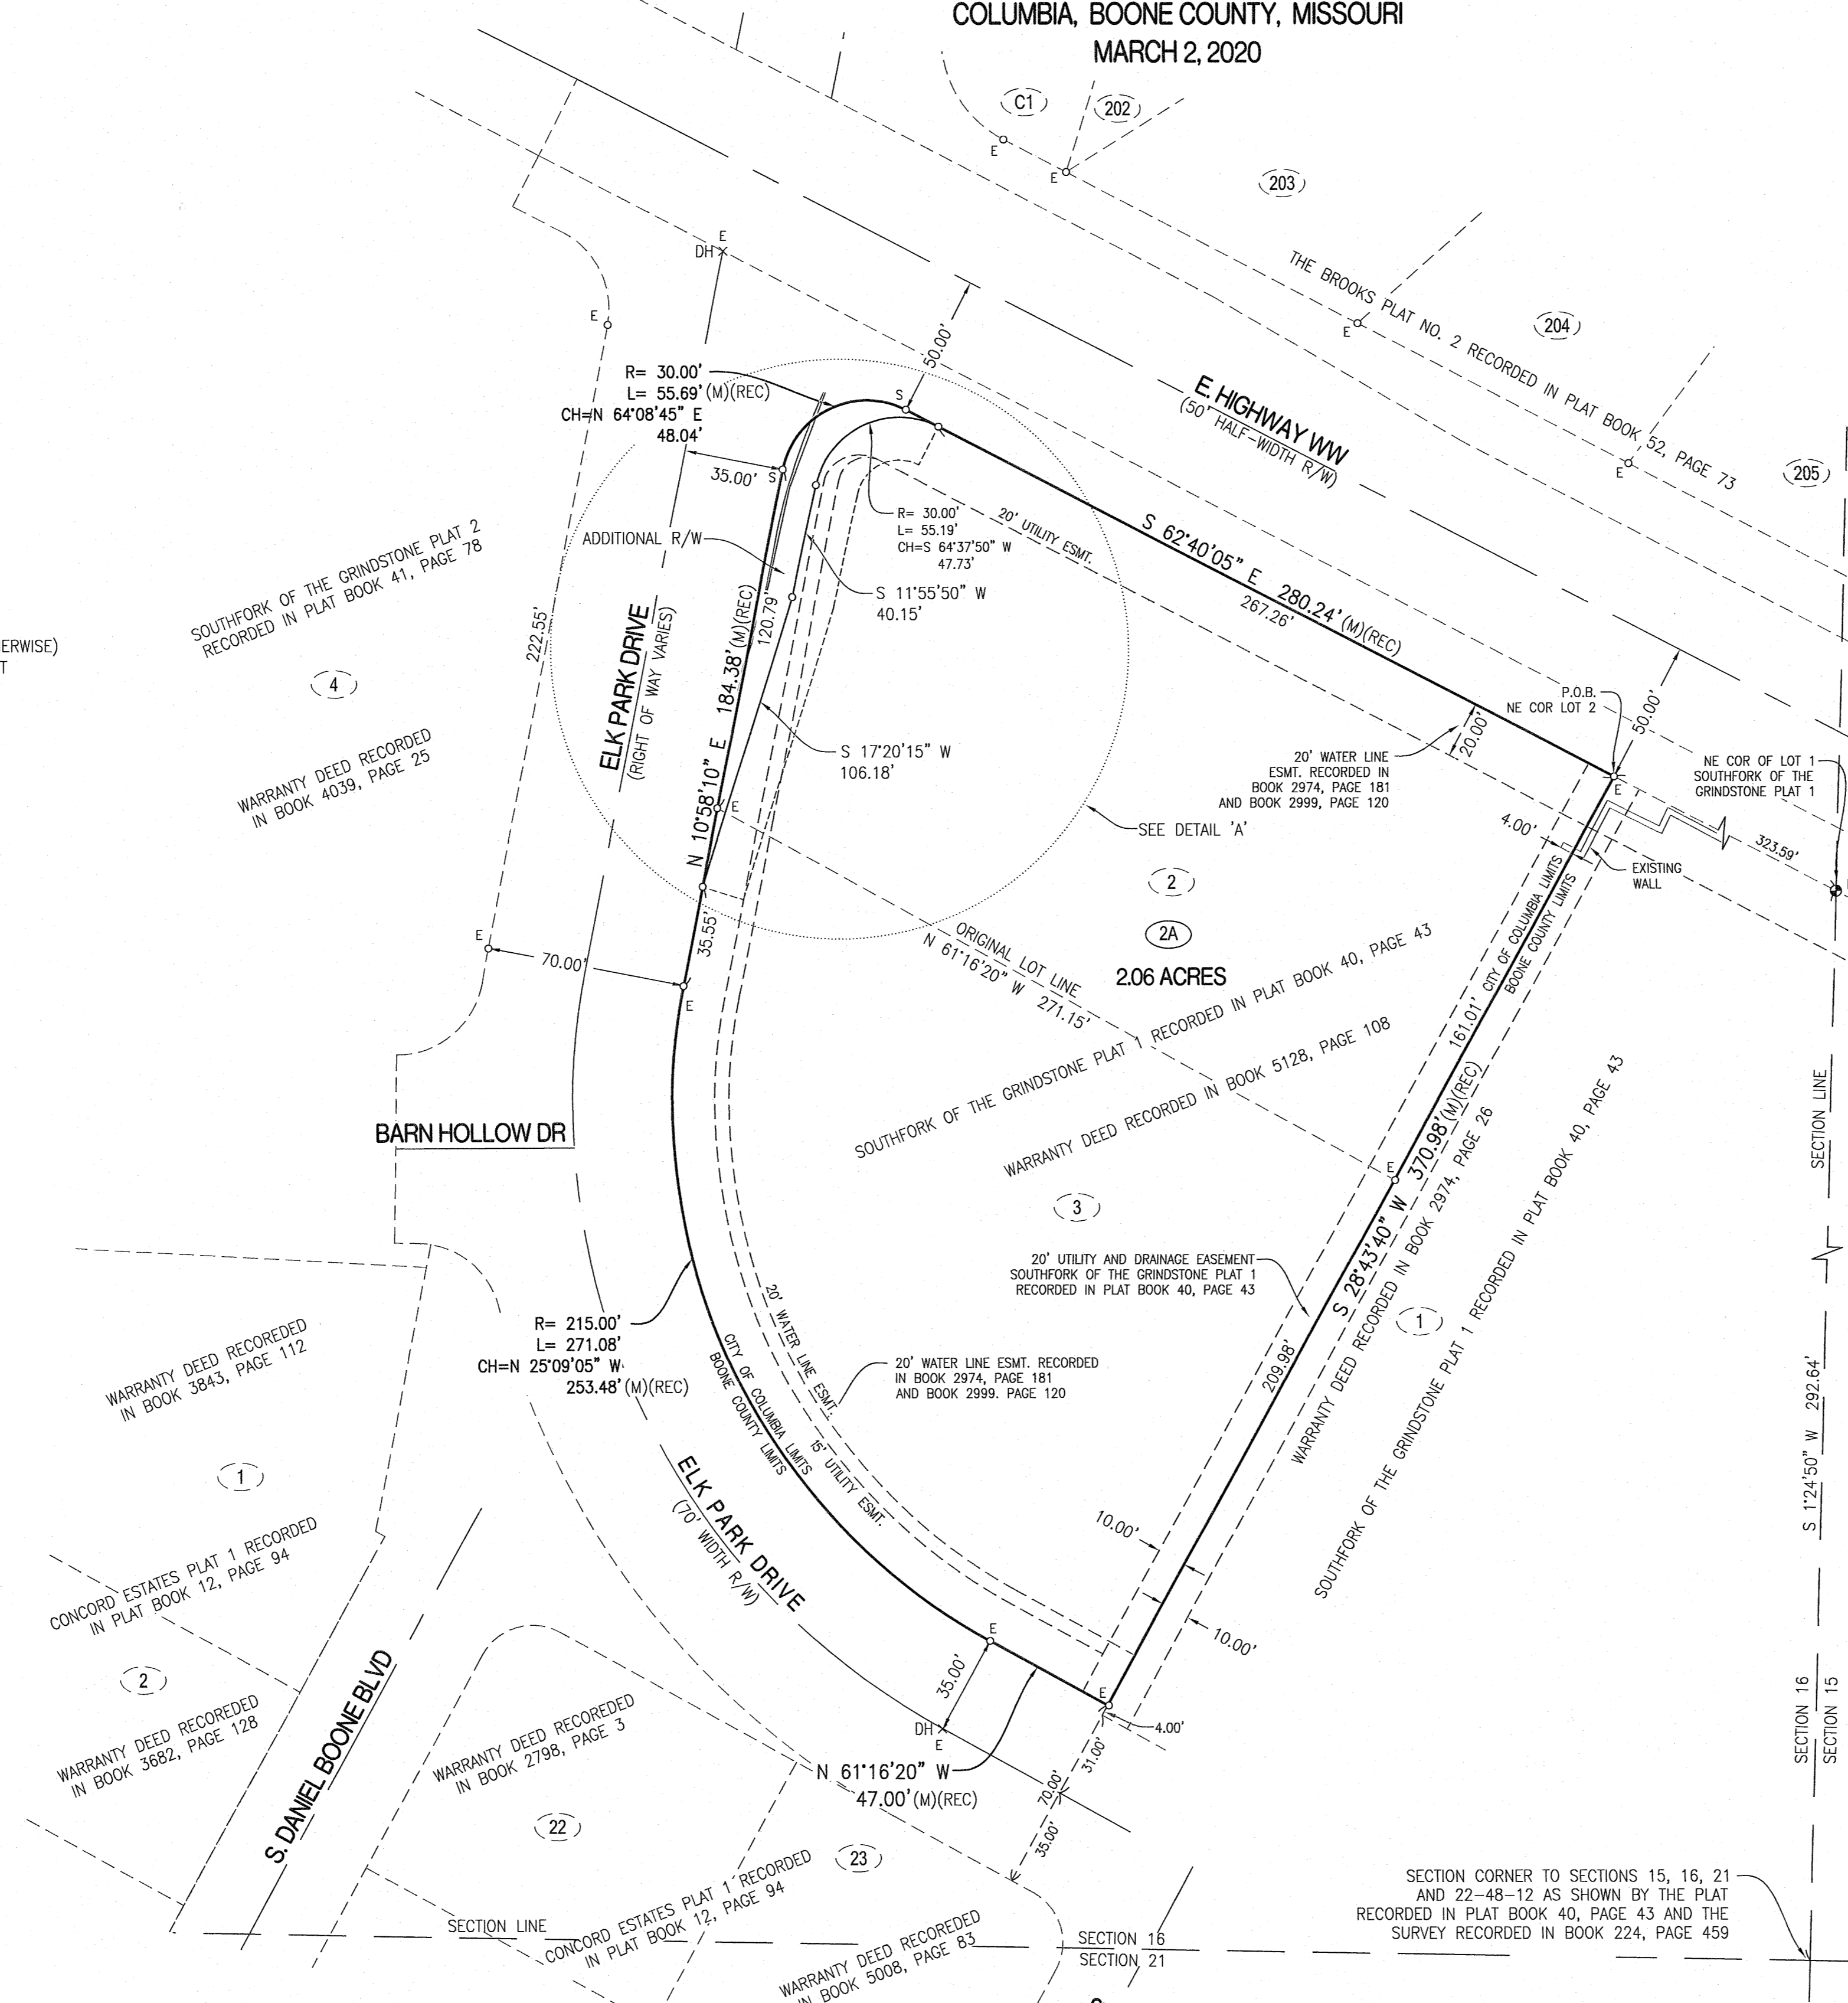 COLUMBIA, BOONE COUNTY, MISSOURI
MARCH 2, 2020
C1
202
E
E
203
THE BROOKS PLAT NO. 2 RECORDED IN PLAT BOOK 52, PAGE 73
E
204
E
205
E
DH
E
50.00'
E. HIGHWAY WW
(50' HALF-WIDTH R/W)
R= 30.00'
L= 55.69' (M)(REC)
CH=N 64°08'45" E
48.04'
S
35.00'
S
R= 30.00'
L= 55.19'
CH=S 64°37'50" W
47.73'
20' UTILITY ESMT.
S 62°40'05" E 280.24' (M)(REC)
267.26'
ADDITIONAL R/W
S 11°55'50" W
40.15'
SOUTHFORK OF THE GRINDSTONE PLAT 2
RECORDED IN PLAT BOOK 41, PAGE 78
4
WARRANTY DEED RECORDED
IN BOOK 4039, PAGE 25
ERWISE)
T
222.55'
ELK PARK DRIVE
(RIGHT OF WAY VARIES)
N 10°58'10" E 184.38' (M)(REC)
120.79'
S 17°20'15" W
106.18'
E
P.O.B.
NE COR LOT 2
50.00'
20.00'
20' WATER LINE
ESMT. RECORDED IN
BOOK 2974, PAGE 181
AND BOOK 2999, PAGE 120
NE COR OF LOT 1
SOUTHFORK OF THE
GRINDSTONE PLAT 1
E
4.00'
323.59'
EXISTING
WALL
SEE DETAIL 'A'
2
2A
2.06 ACRES
E
70.00'
35.55'
E
ORIGINAL LOT LINE
N 61°16'20" W 271.15'
CITY OF COLUMBIA LIMITS
BOONE COUNTY LIMITS
161.01'
SOUTHFORK OF THE GRINDSTONE PLAT 1 RECORDED IN PLAT BOOK 40, PAGE 43
WARRANTY DEED RECORDED IN BOOK 5128, PAGE 108
BARN HOLLOW DR
3
E
S 28°43'40" W 370.98' (M)(REC)
WARRANTY DEED RECORDED IN BOOK 2974, PAGE 26
SOUTHFORK OF THE GRINDSTONE PLAT 1 RECORDED IN PLAT BOOK 40, PAGE 43
1
SECTION LINE
20' UTILITY AND DRAINAGE EASEMENT
SOUTHFORK OF THE GRINDSTONE PLAT 1
RECORDED IN PLAT BOOK 40, PAGE 43
R= 215.00'
L= 271.08'
CH=N 25°09'05" W
253.48' (M)(REC)
20' WATER LINE ESMT.
CITY OF COLUMBIA LIMITS
BOONE COUNTY LIMITS
15' UTILITY ESMT.
20' WATER LINE ESMT. RECORDED
IN BOOK 2974, PAGE 181
AND BOOK 2999. PAGE 120
209.98'
S 1°24'50" W 292.64'
WARRANTY DEED RECOREDED
IN BOOK 3843, PAGE 112
1
CONCORD ESTATES PLAT 1 RECORDED
IN PLAT BOOK 12, PAGE 94
2
WARRANTY DEED RECOREDED
IN BOOK 3682, PAGE 128
S. DANIEL BOONE BLVD
ELK PARK DRIVE
(70' WIDTH R/W)
10.00'
10.00'
E
35.00'
DH
E
E
4.00'
31.00'
70.00'
35.00'
N 61°16'20" W
47.00' (M)(REC)
WARRANTY DEED RECOREDED
IN BOOK 2798, PAGE 3
22
23
CONCORD ESTATES PLAT 1 RECORDED
IN PLAT BOOK 12, PAGE 94
SECTION LINE
WARRANTY DEED RECOREDED
IN BOOK 5008, PAGE 83
SECTION 16
SECTION 21
SECTION 16
SECTION 15
SECTION CORNER TO SECTIONS 15, 16, 21
AND 22-48-12 AS SHOWN BY THE PLAT
RECORDED IN PLAT BOOK 40, PAGE 43 AND THE
SURVEY RECORDED IN BOOK 224, PAGE 459